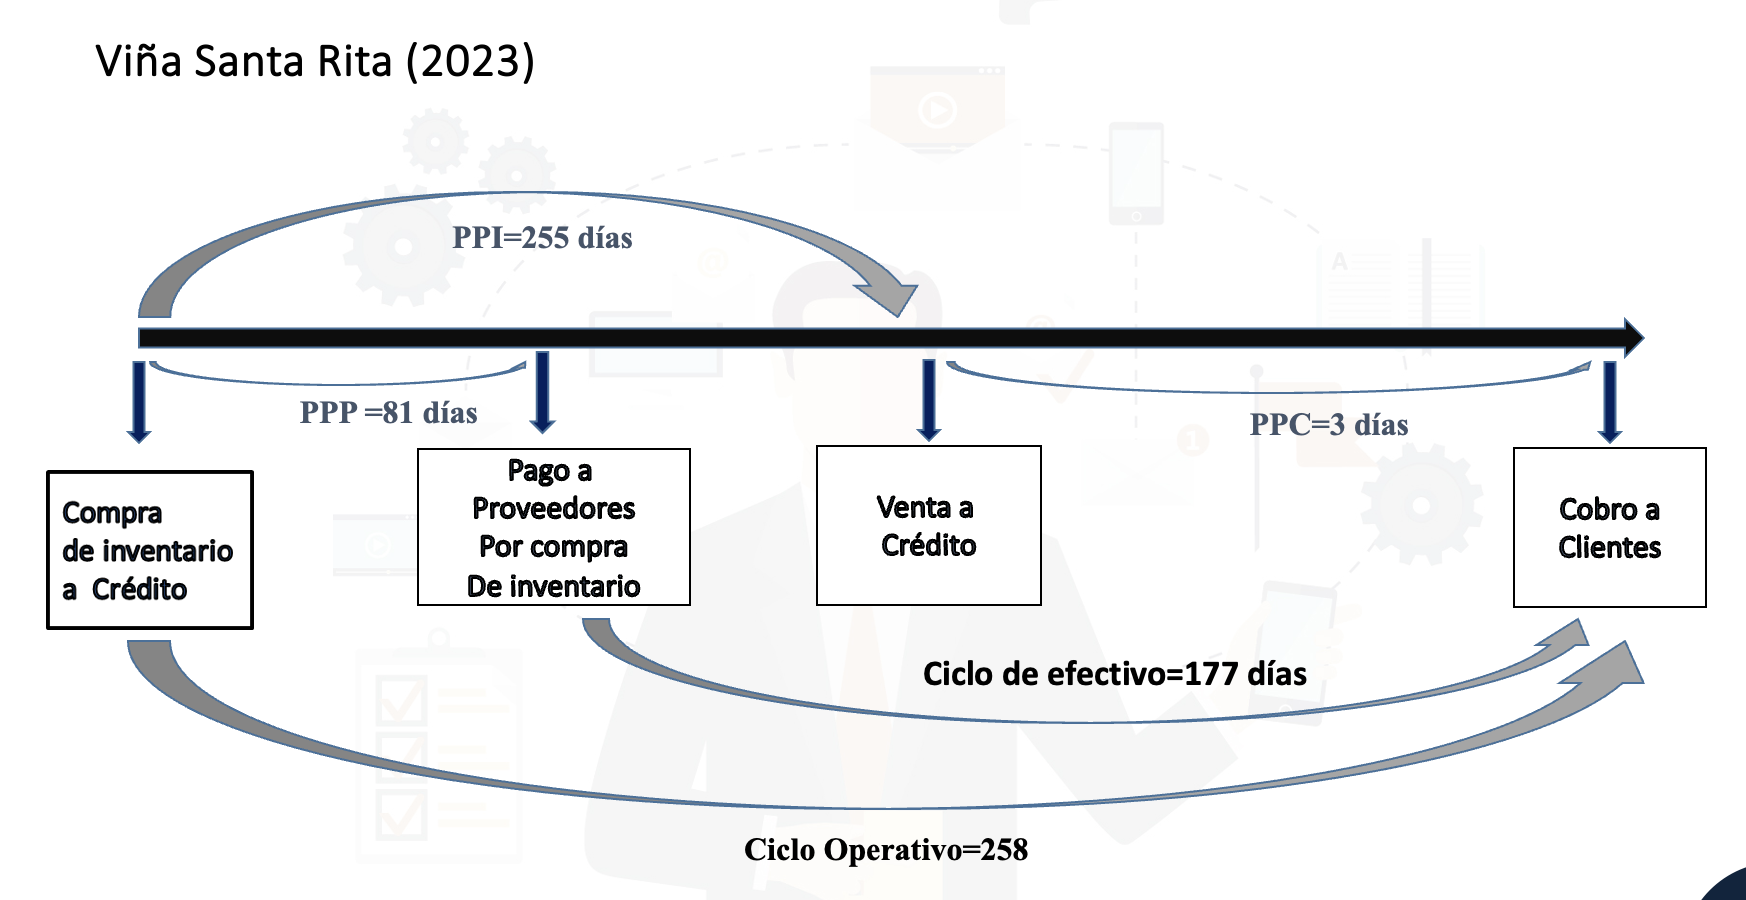 Viña Santa Rita (2023)
PPI=255 días
PPP =81 días
PPC=3 días
Compra
de inventario
a Crédito
Pago a
Proveedores
Por compra
De inventario
Venta a
Crédito
Cobro a
Clientes
Ciclo de efectivo=177 días
Ciclo Operativo=258
A
1